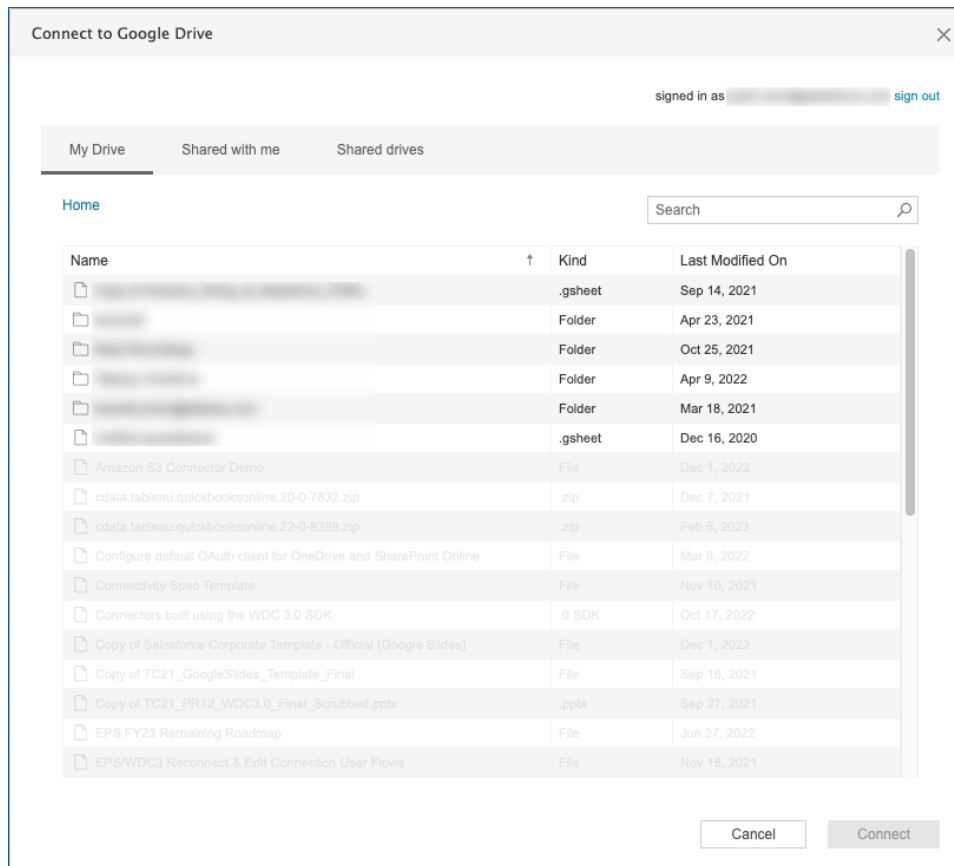 Connect to Google Drive
signed in as sign out
My Drive Shared with me Shared drives
Home
Search
Name ↑ Kind Last Modified On
.gsheet Sep 14, 2021
Folder Apr 23, 2021
Folder Oct 25, 2021
Folder Apr 9, 2022
Folder Mar 18, 2021
.gsheet Dec 16, 2020
Amazon S3 Connector Demo File Dec 1, 2022
cdata.tableau.quickbooksonline.20-0-7832.zip .zip Dec 7, 2021
cdata.tableau.quickbooksonline.22-0-8398.zip .zip Feb 6, 2023
Configure default OAuth client for OneDrive and SharePoint Online File Mar 8, 2022
Connectivity Spec Template File Nov 10, 2021
Connectors built using the WDC 3.0 SDK .0 SDK Oct 17, 2022
Copy of Salesforce Corporate Template - Official (Google Slides) File Dec 1, 2022
Copy of TC21_GoogleSlides_Template_Final File Sep 16, 2021
Copy of TC21_PR12_WDC3.0_Final_Scrubbed.pptx .pptx Sep 27, 2021
EPS FY23 Remaining Roadmap File Jun 27, 2022
EPS/WDC3 Reconnect & Edit Connection User Flows File Nov 18, 2021
Cancel Connect